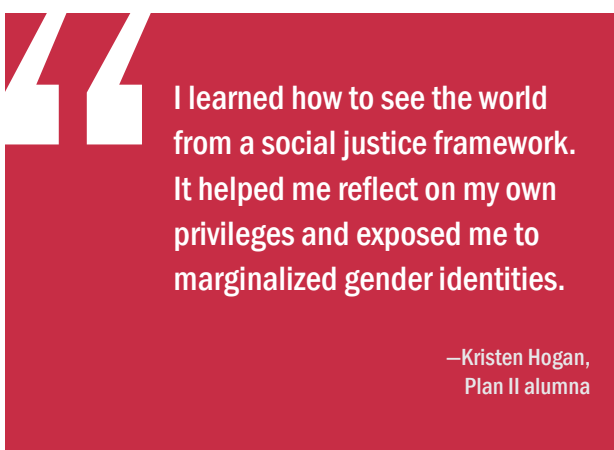 I learned how to see the world
from a social justice framework.
It helped me reflect on my own
privileges and exposed me to
marginalized gender identities.
—Kristen Hogan,
Plan II alumna